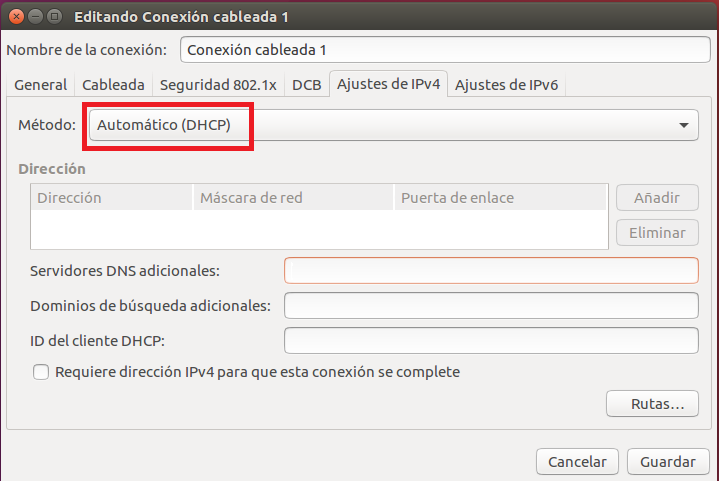 Editando Conexión cableada 1
Nombre de la conexión: Conexión cableada 1
General Cableada Seguridad 802.1x DCB Ajustes de IPv4 Ajustes de IPv6
Método: Automático (DHCP)
Dirección
Dirección Máscara de red Puerta de enlace Añadir
Eliminar
Servidores DNS adicionales:
Dominios de búsqueda adicionales:
ID del cliente DHCP:
Requiere dirección IPv4 para que esta conexión se complete
Rutas...
Cancelar Guardar